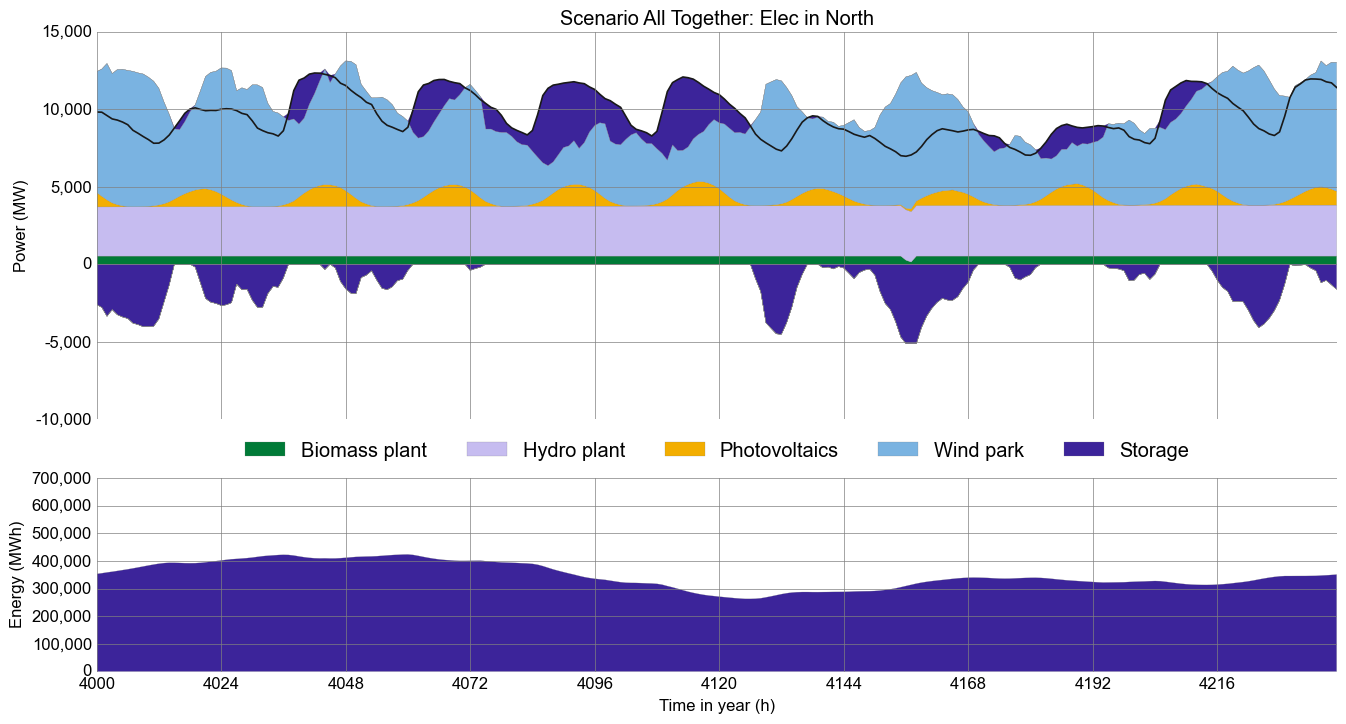 Scenario All Together: Elec in North
15,000
10,000
5,000
0
-5,000
-10,000
Power (MW)
Biomass plant Hydro plant Photovoltaics Wind park Storage
700,000
600,000
500,000
400,000
300,000
200,000
100,000
0
Energy (MWh)
4000 4024 4048 4072 4096 4120 4144 4168 4192 4216
Time in year (h)